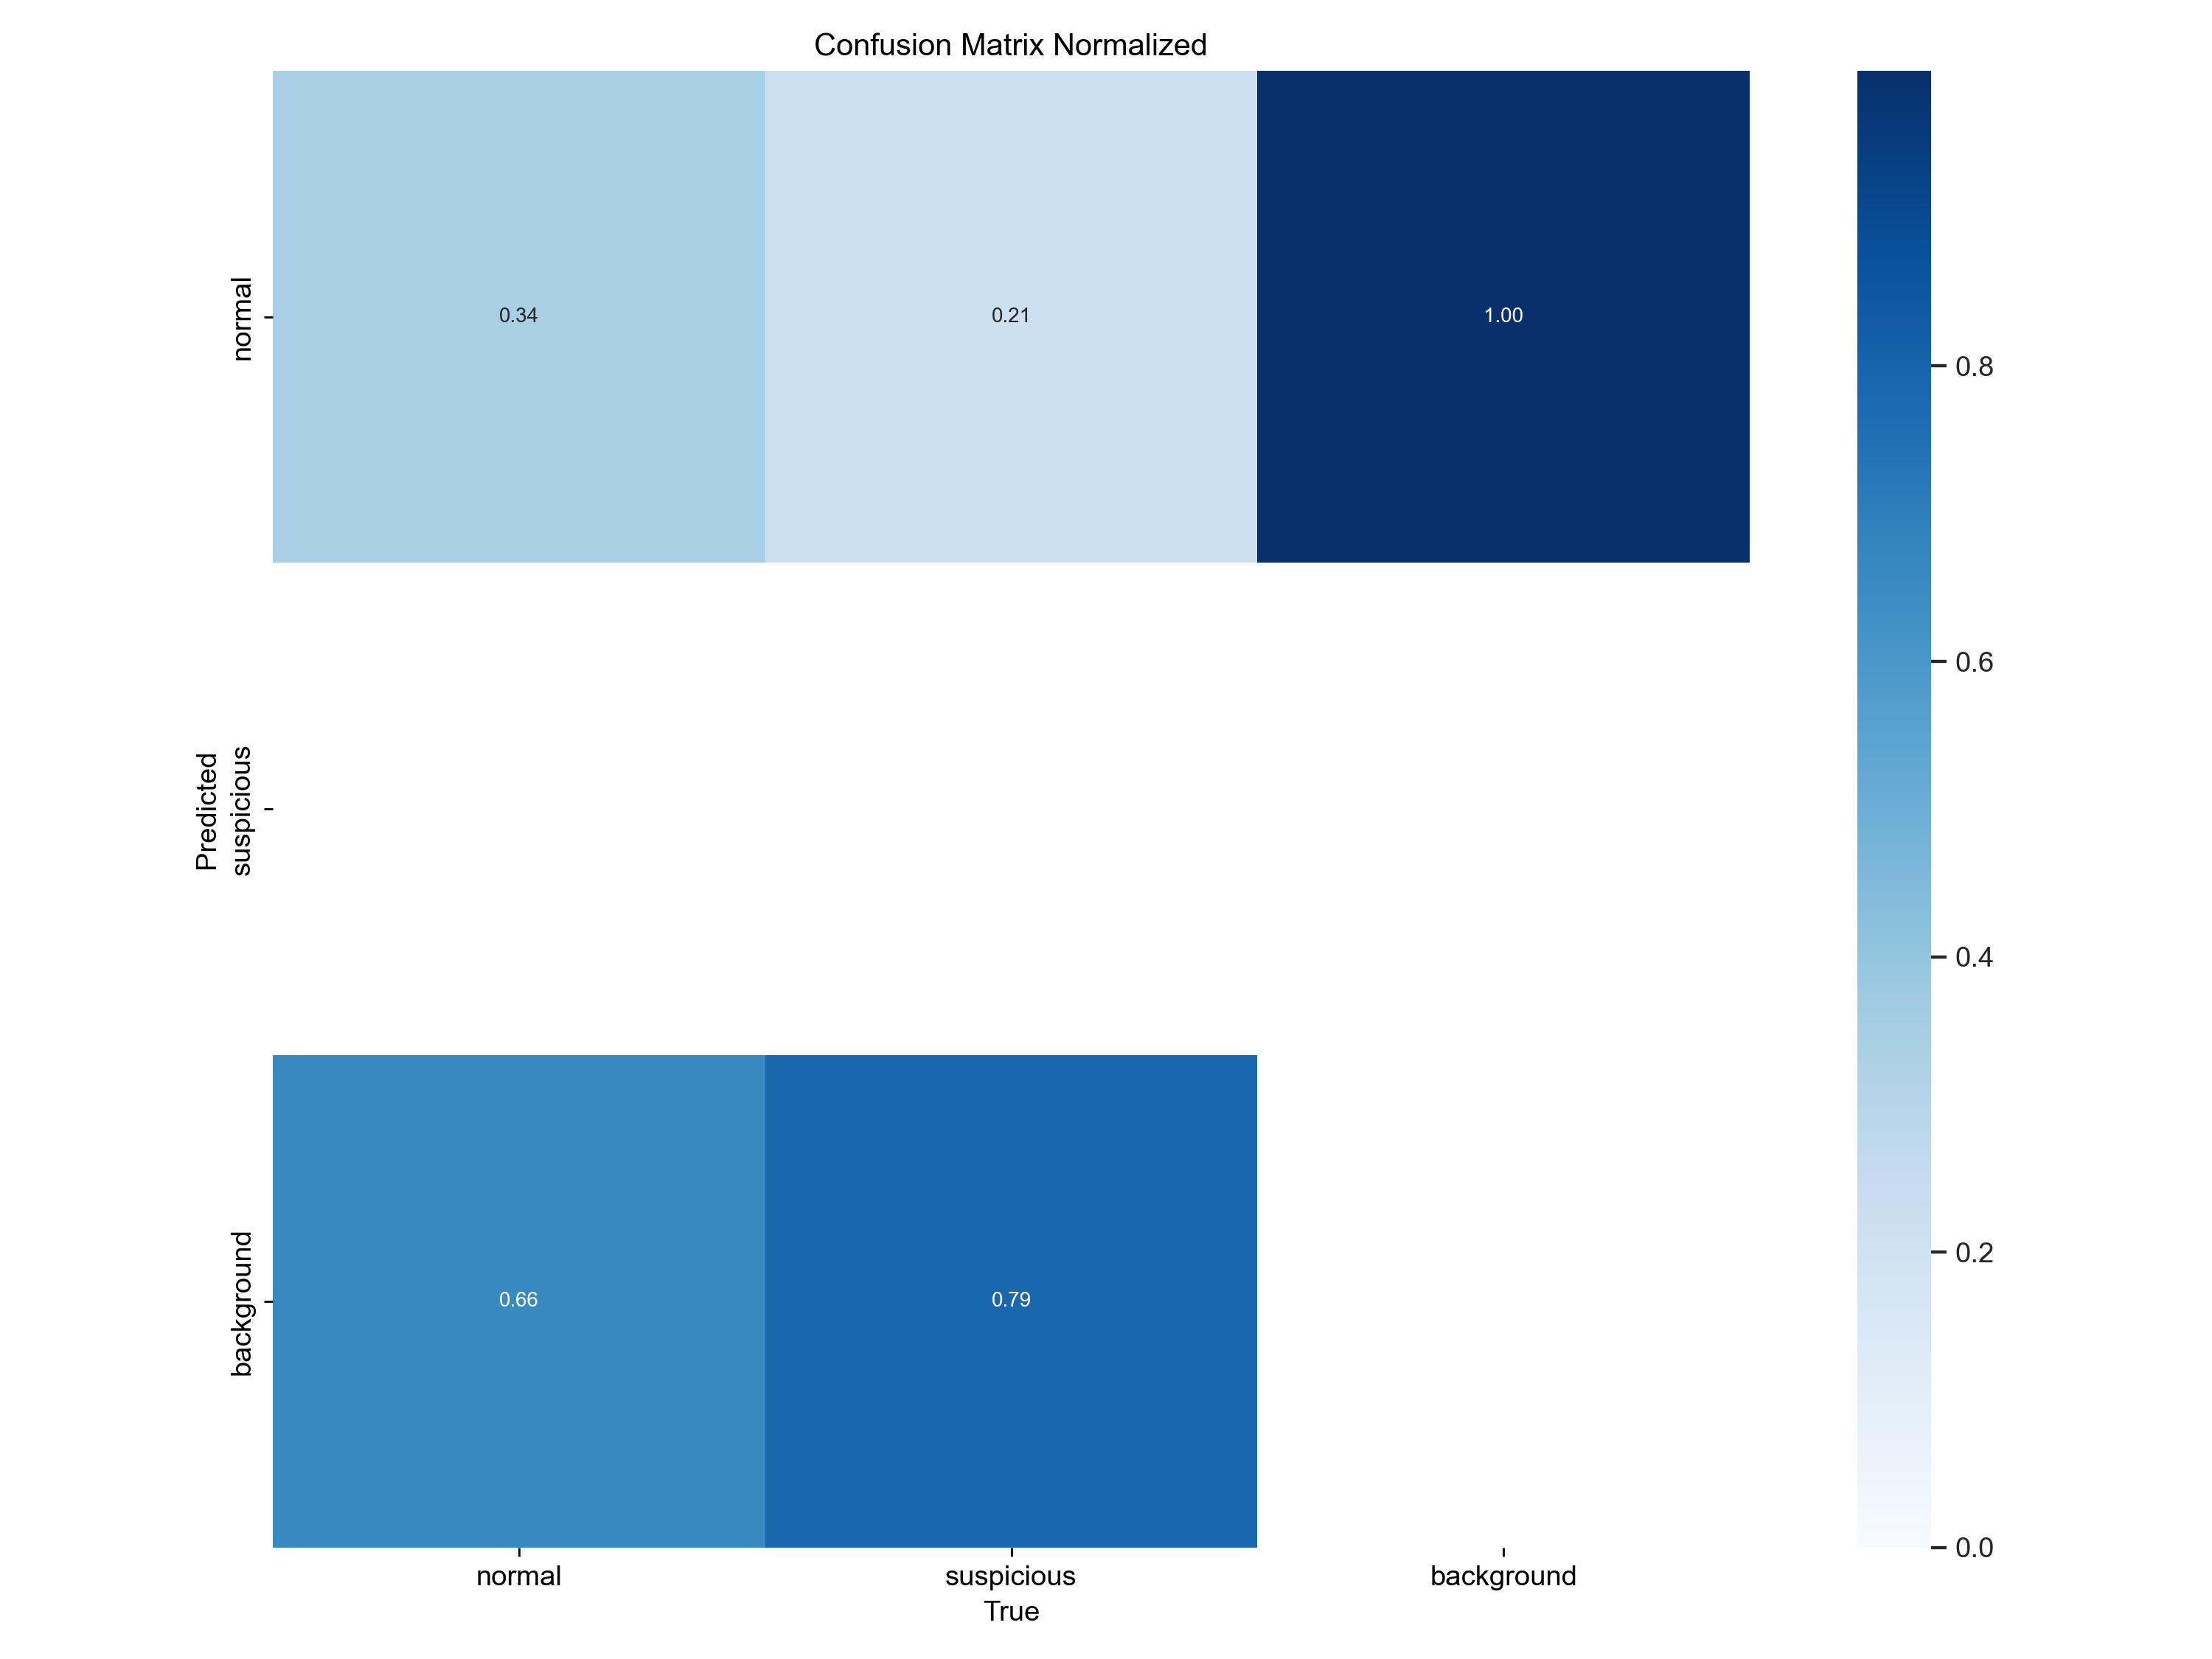 Confusion Matrix Normalized
normal
0.34
0.21
1.00
Predicted
suspicious
background
0.66
0.79
normal
suspicious
background
True
0.8
0.6
0.4
0.2
0.0